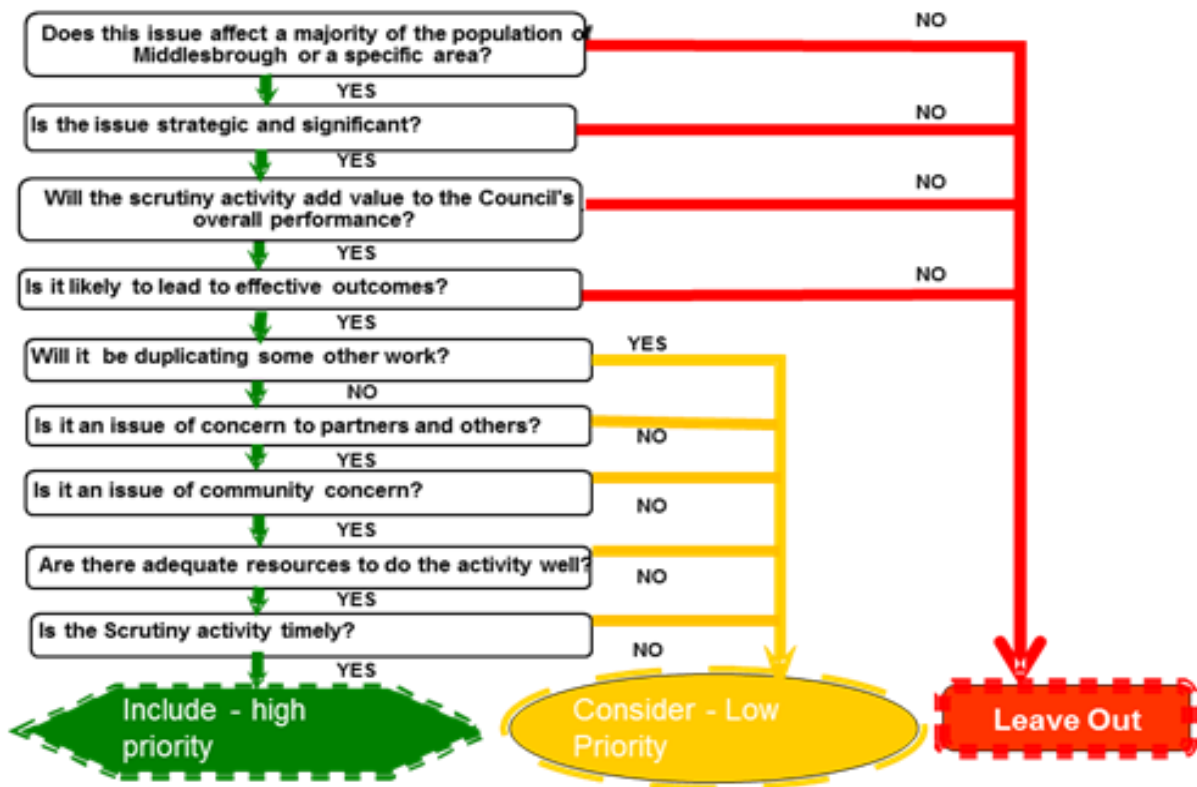 Does this issue affect a majority of the population of
Middlesbrough or a specific area?
NO
YES
Is the issue strategic and significant?
NO
YES
Will the scrutiny activity add value to the Council's
overall performance?
NO
YES
Is it likely to lead to effective outcomes?
NO
YES
Will it be duplicating some other work?
YES
NO
Is it an issue of concern to partners and others?
NO
YES
Is it an issue of community concern?
NO
YES
Are there adequate resources to do the activity well?
NO
YES
Is the Scrutiny activity timely?
NO
YES
Include - high
priority
Consider - Low
Priority
Leave Out